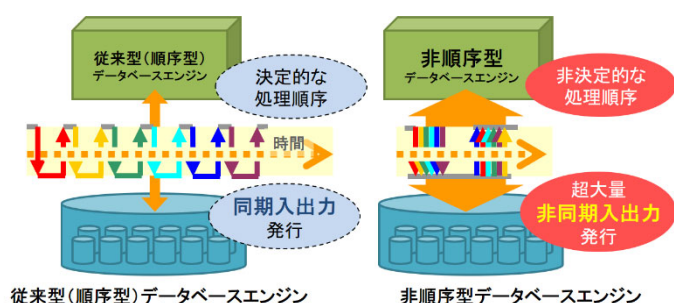 従来型(順序型)
データベースエンジン
決定的な
処理順序
時間
同期入出力
発行
従来型(順序型)データベースエンジン
非順序型
データベースエンジン
非決定的な
処理順序
超大量
非同期入出力
発行
非順序型データベースエンジン